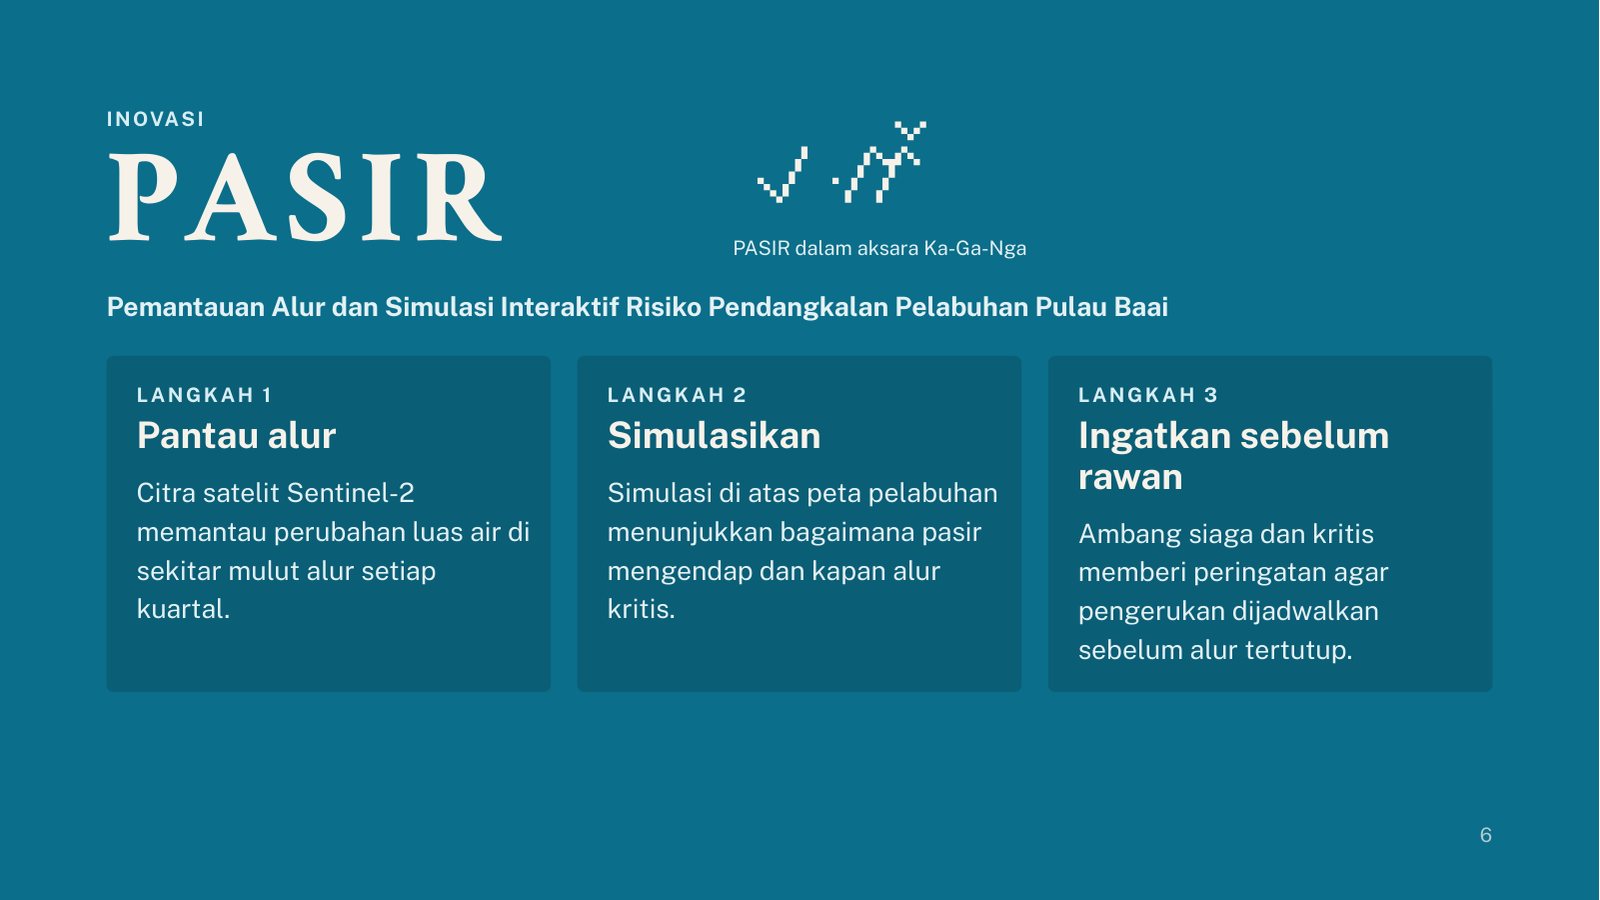 INOVASI
PASIR
PASIR dalam aksara Ka-Ga-Nga
Pemantauan Alur dan Simulasi Interaktif Risiko Pendangkalan Pelabuhan Pulau Baai
LANGKAH 1
Pantau alur
Citra satelit Sentinel-2
memantau perubahan luas air di
sekitar mulut alur setiap
kuartal.
LANGKAH 2
Simulasikan
Simulasi di atas peta pelabuhan
menunjukkan bagaimana pasir
mengendap dan kapan alur
kritis.
LANGKAH 3
Ingatkan sebelum
rawan
Ambang siaga dan kritis
memberi peringatan agar
pengerukan dijadwalkan
sebelum alur tertutup.
6